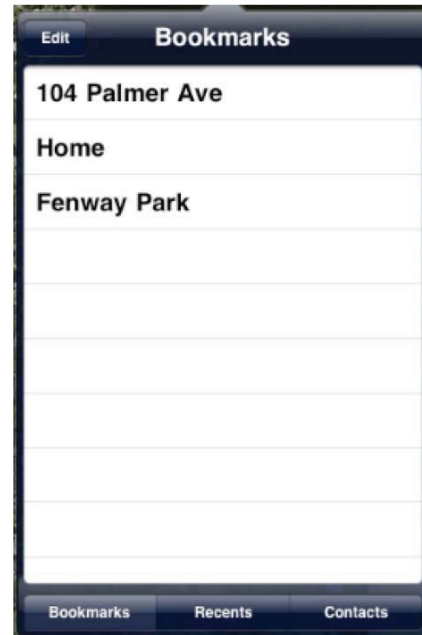 Edit Bookmarks
104 Palmer Ave
Home
Fenway Park
Bookmarks Recents Contacts